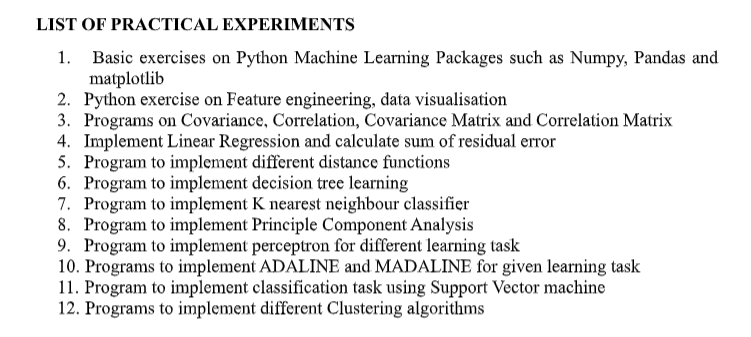 LIST OF PRACTICAL EXPERIMENTS
1. Basic exercises on Python Machine Learning Packages such as Numpy, Pandas and
matplotlib
2. Python exercise on Feature engineering, data visualisation
3. Programs on Covariance, Correlation, Covariance Matrix and Correlation Matrix
4. Implement Linear Regression and calculate sum of residual error
5. Program to implement different distance functions
6. Program to implement decision tree learning
7. Program to implement K nearest neighbour classifier
8. Program to implement Principle Component Analysis
9. Program to implement perceptron for different learning task
10. Programs to implement ADALINE and MADALINE for given learning task
11. Program to implement classification task using Support Vector machine
12. Programs to implement different Clustering algorithms